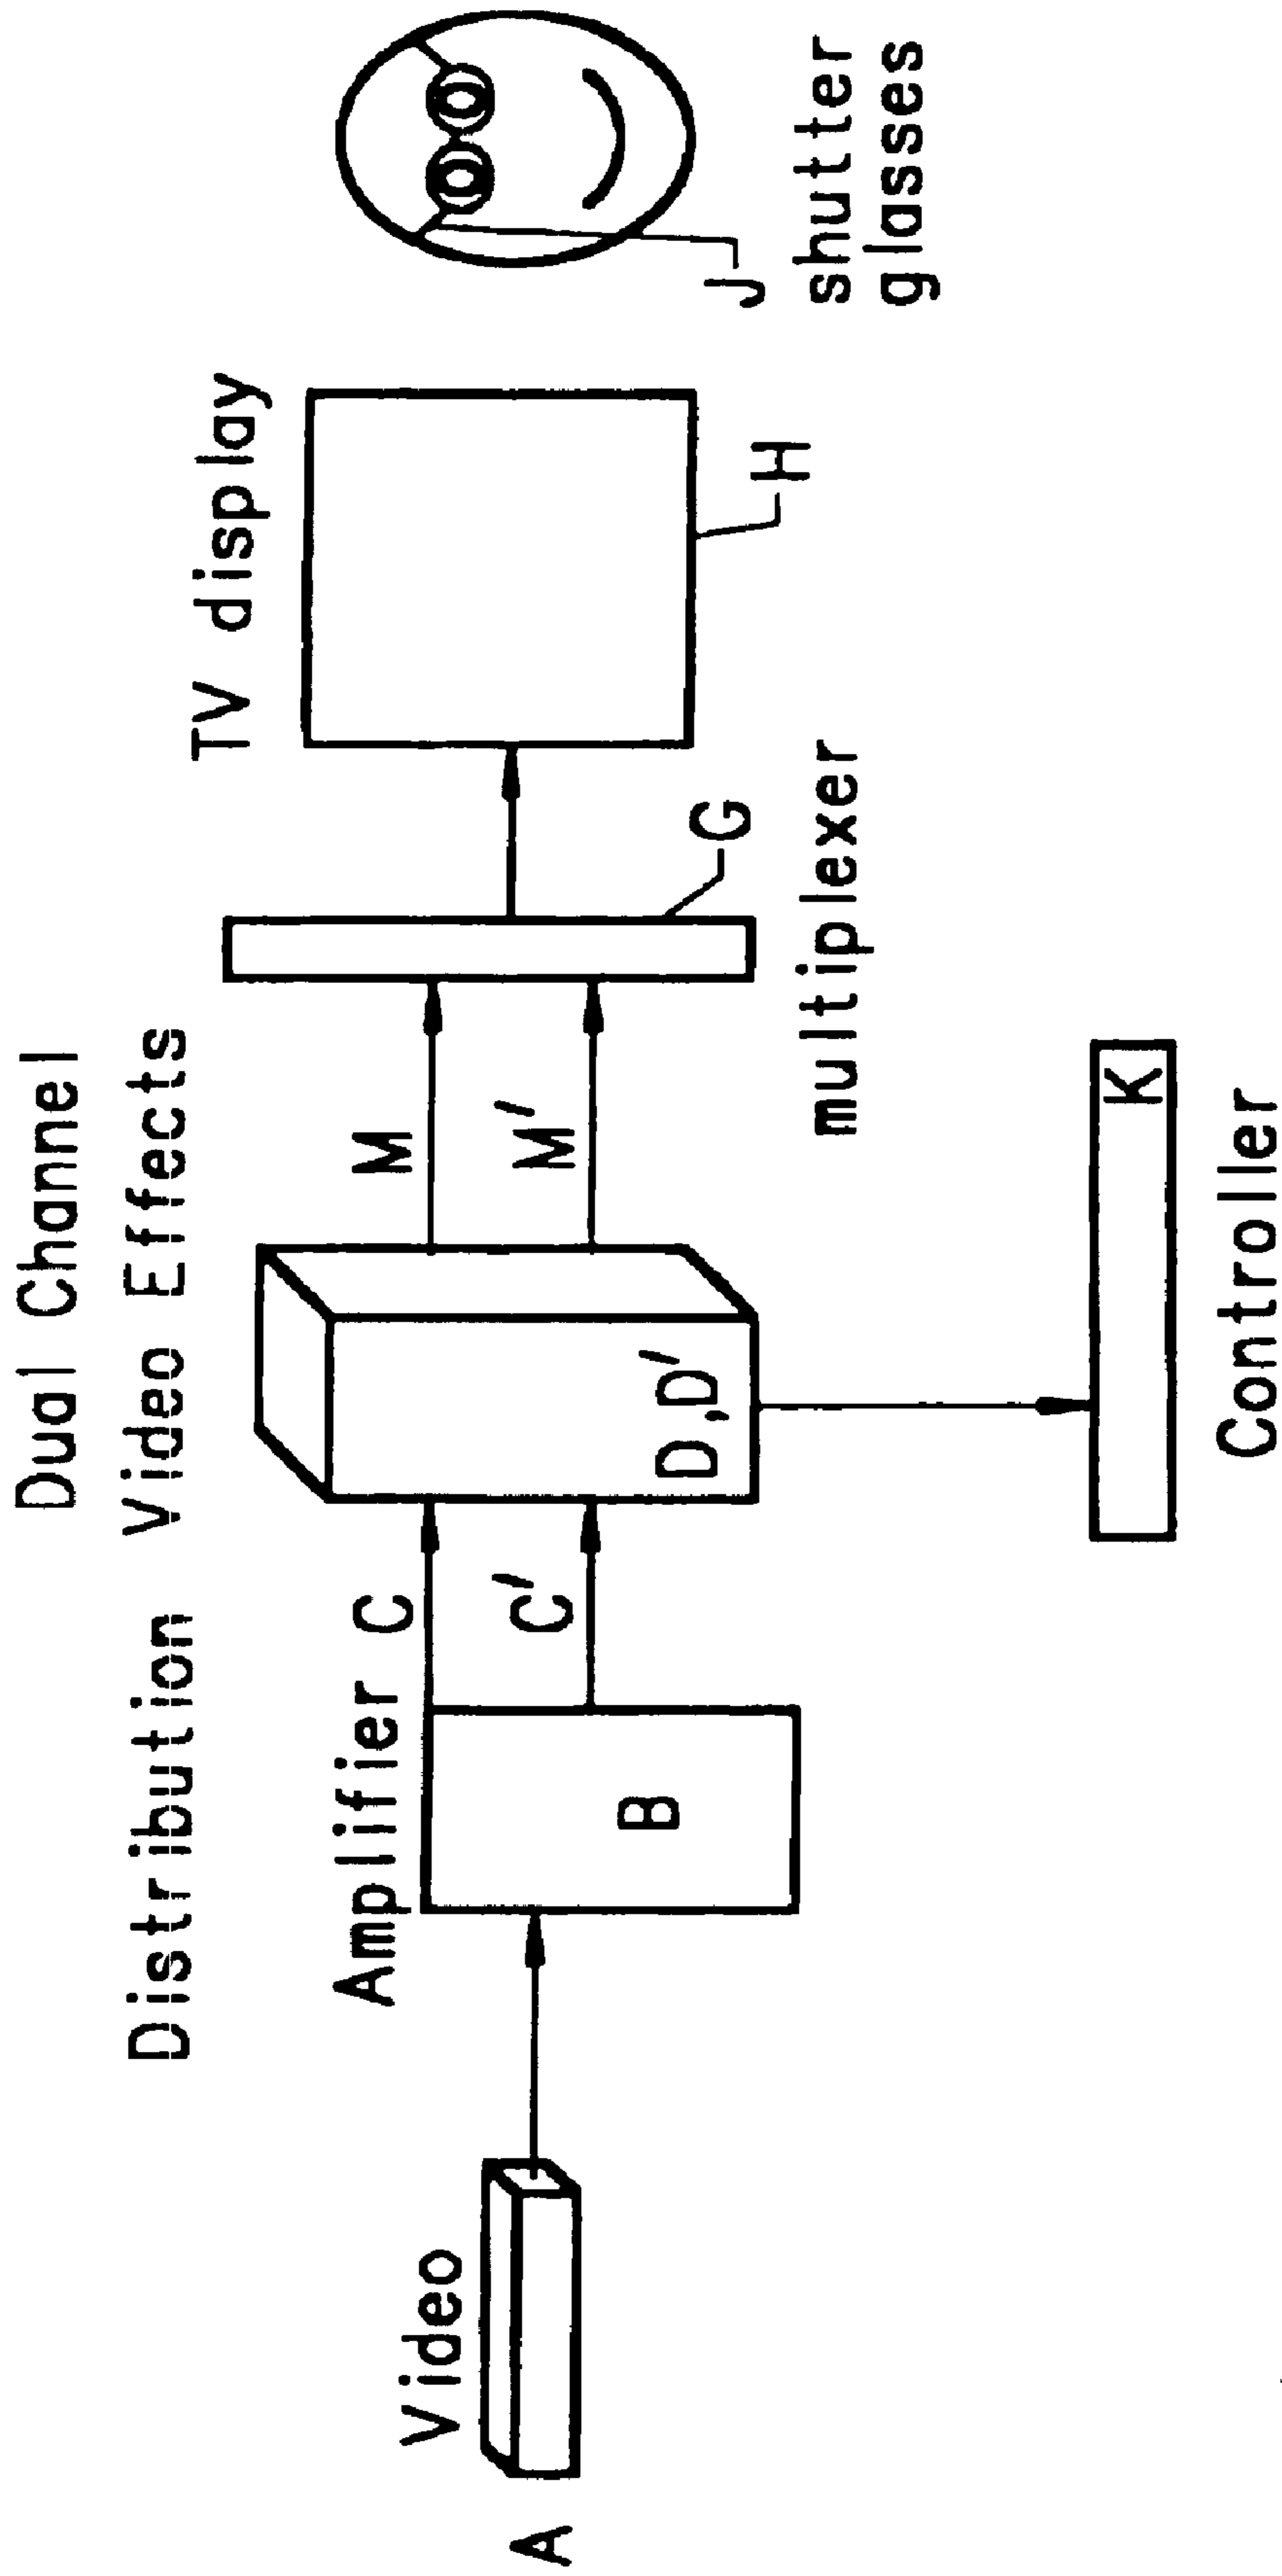 A
Video
Distribution
Amplifier
B
C
C'
Dual Channel
Video Effects
D,D'
M
M'
K
Controller
G
multiplexer
TV display
H
J
shutter
glasses